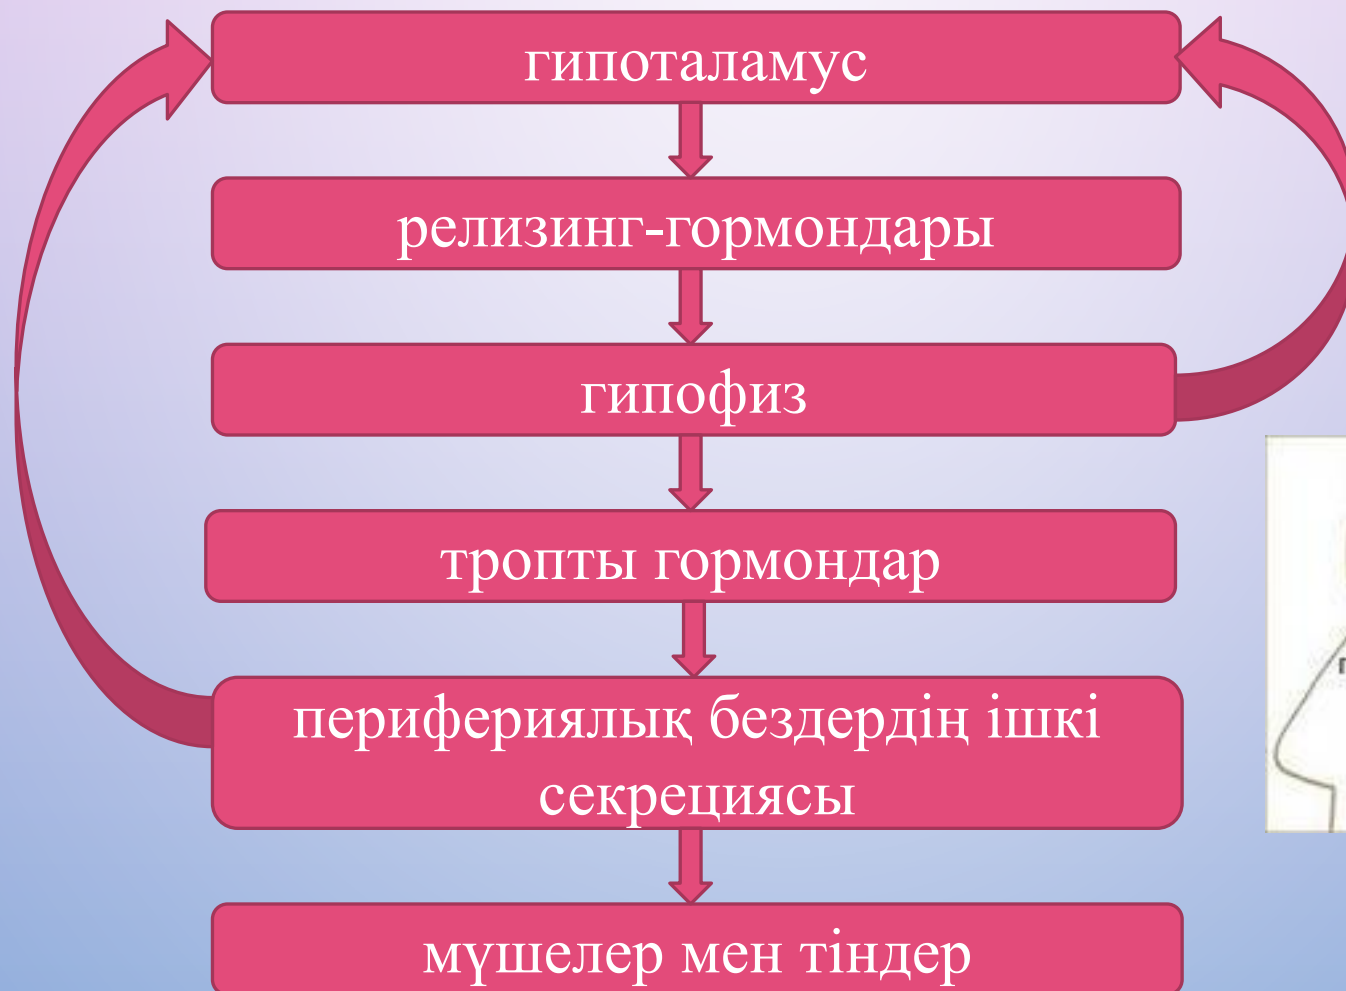 гипоталамус
релизинг-гормондары
гипофиз
тропты гормондар
перифериялық бездердің ішкі
секрециясы
мүшелер мен тіндер